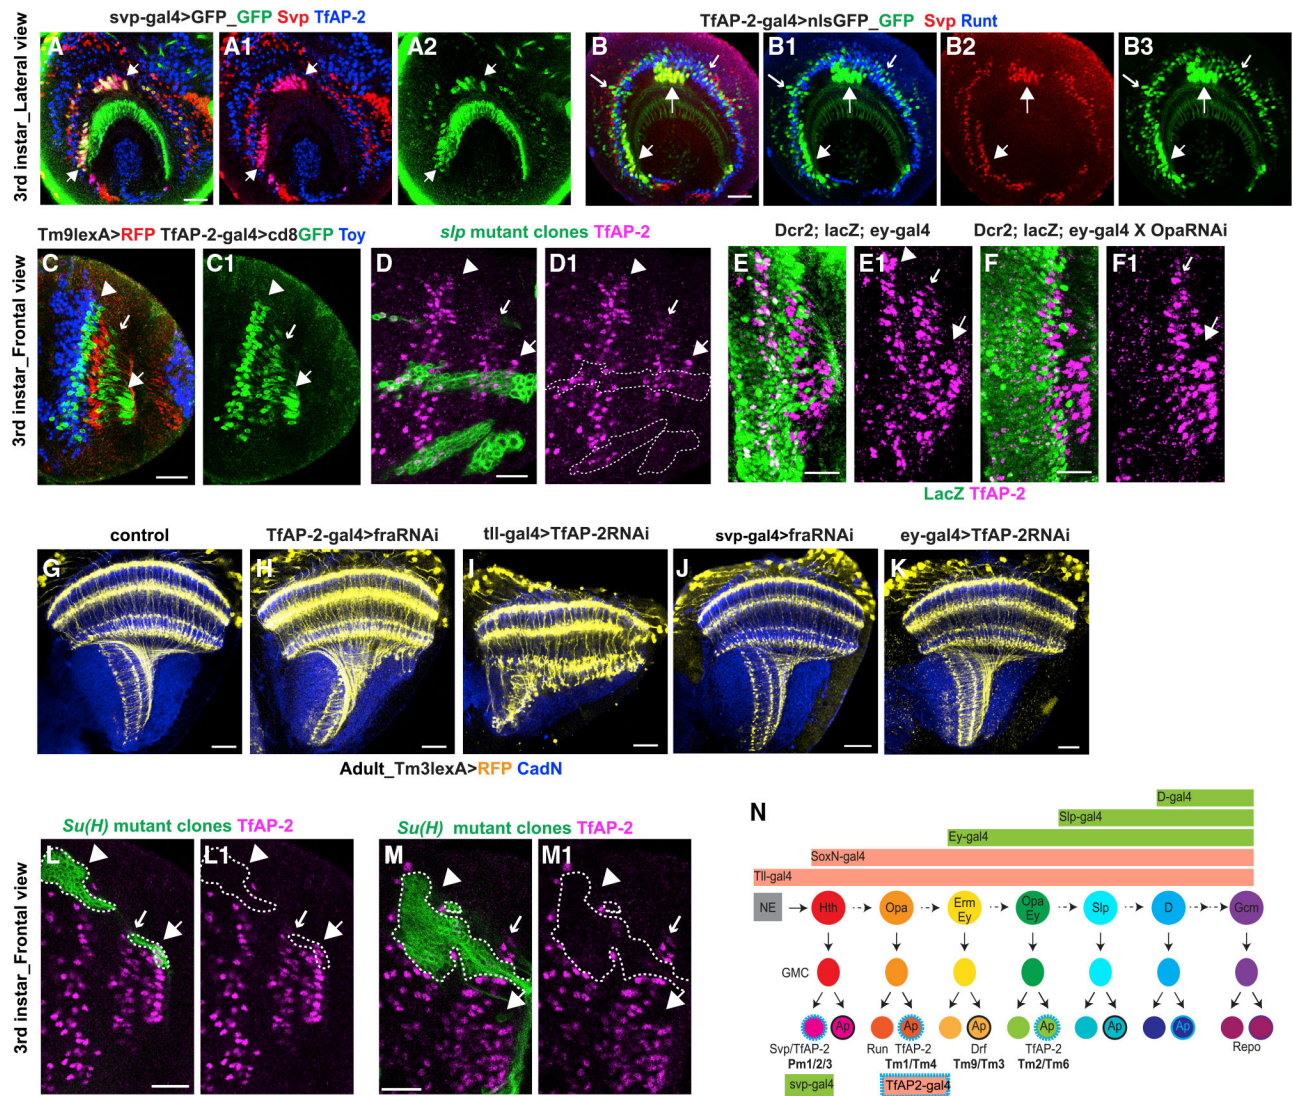 svp-gal4>GFP_GFP Svp TfAP-2
TfAP-2-gal4>nlsGFP_GFP Svp Runt
3rd instar_Lateral view
A
A1
A2
B
B1
B2
B3
Tm9lexA>RFP TfAP-2-gal4>cd8GFP Toy
slp mutant clones TfAP-2
Dcr2; lacZ; ey-gal4
Dcr2; lacZ; ey-gal4 X OpaRNAi
3rd instar_Frontal view
C
C1
D
D1
E
E1
F
F1
LacZ TfAP-2
control
TfAP-2-gal4>fraRNAi
tll-gal4>TfAP-2RNAi
svp-gal4>fraRNAi
ey-gal4>TfAP-2RNAi
G
H
I
J
K
Adult_Tm3lexA>RFP CadN
Su(H) mutant clones TfAP-2
Su(H) mutant clones TfAP-2
3rd instar_Frontal view
L
L1
M
M1
N
D-gal4
Slp-gal4
Ey-gal4
SoxN-gal4
Tll-gal4
NE
Hth
Opa
Erm
Ey
Opa
Ey
Slp
D
Gcm
GMC
Ap
Ap
Ap
Ap
Ap
Ap
Svp/TfAP-2
Run
TfAP-2
Drf
TfAP-2
Repo
Pm1/2/3
Tm1/Tm4
Tm9/Tm3
Tm2/Tm6
svp-gal4
TfAP2-gal4